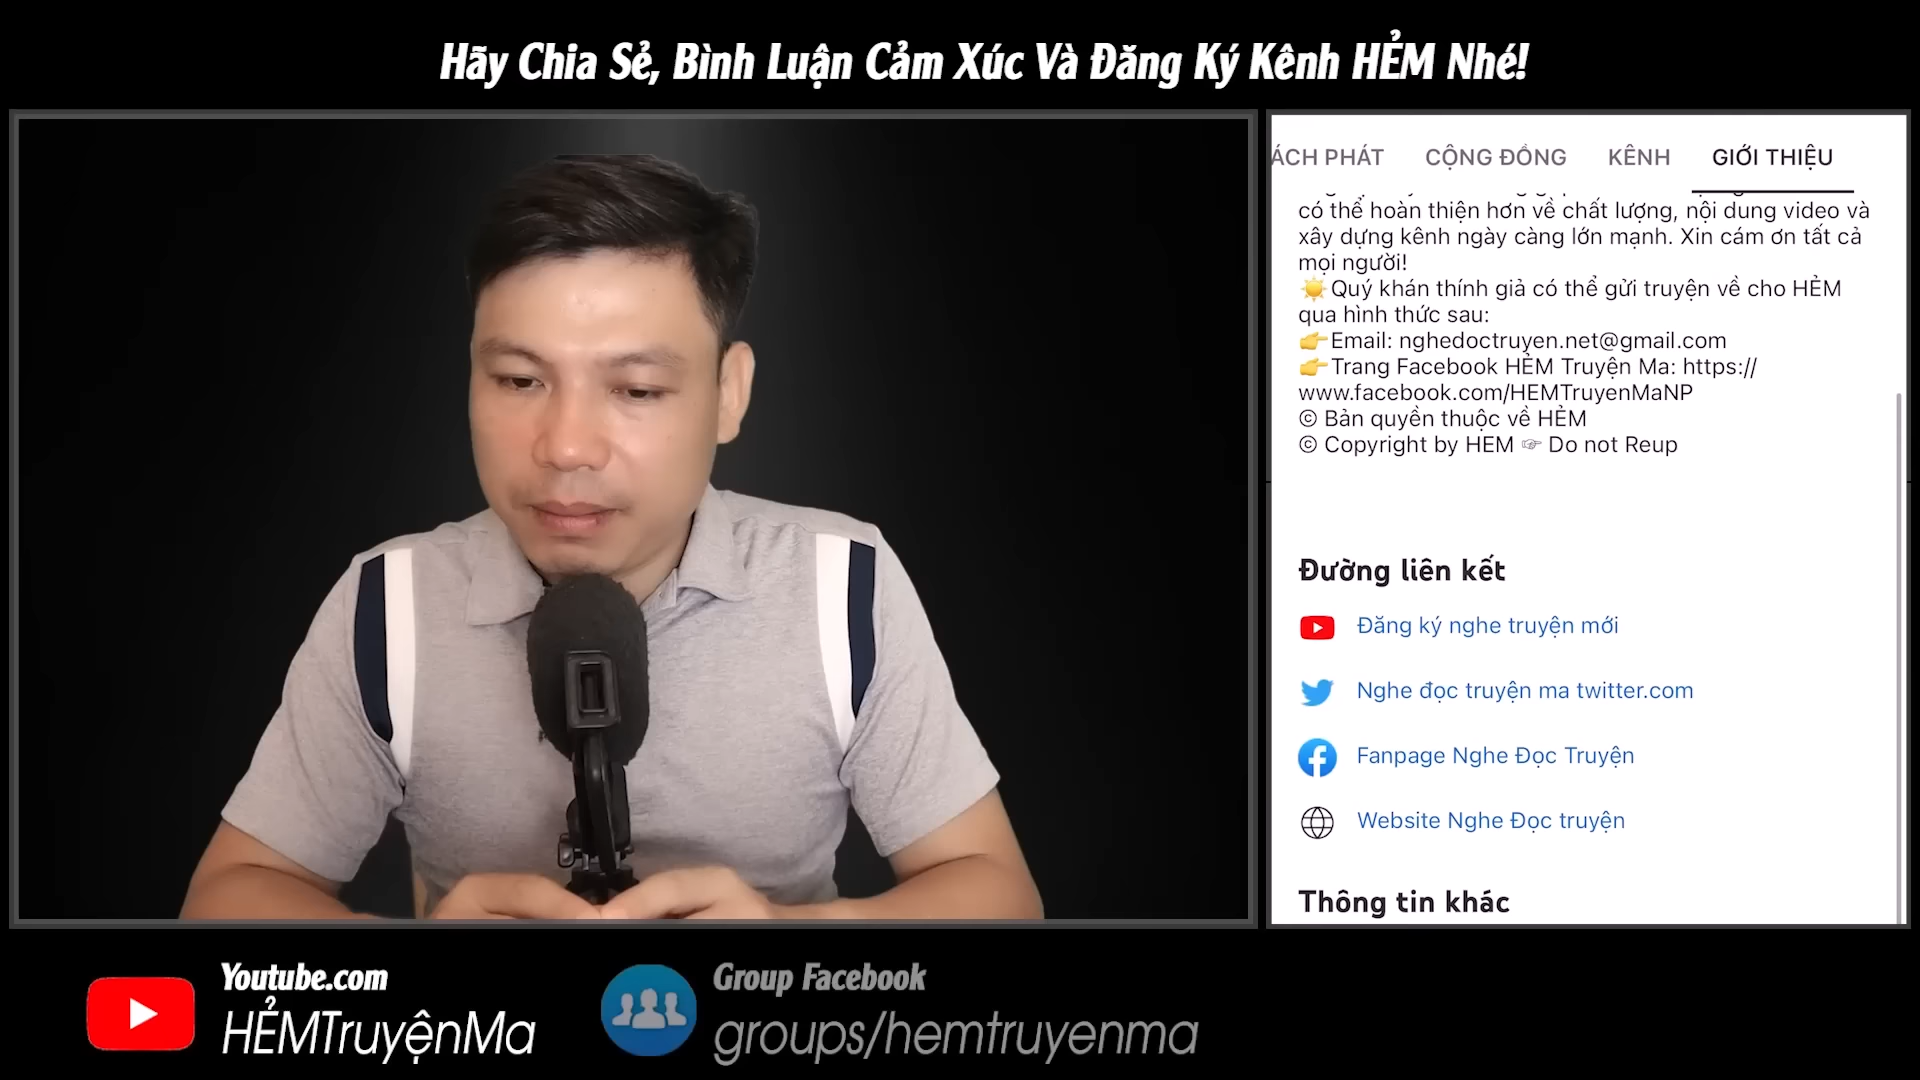 Hãy Chia Sẻ, Bình Luận Cảm Xúc Và Đăng Ký Kênh HẺM Nhé!
ÁCH PHÁT CỘNG ĐỒNG KÊNH GIỚI THIỆU
có thể hoàn thiện hơn về chất lượng, nội dung video và
xây dựng kênh ngày càng lớn mạnh. Xin cám ơn tất cả
mọi người!
☀️Quý khán thính giả có thể gửi truyện về cho HẺM
qua hình thức sau:
👉Email: nghedoctruyen.net@gmail.com
👉Trang Facebook HẺM Truyện Ma: https://
www.facebook.com/HEMTruyenMaNP
© Bản quyền thuộc về HẺM
© Copyright by HEM ☞ Do not Reup
Đường liên kết
Đăng ký nghe truyện mới
Nghe đọc truyện ma twitter.com
Fanpage Nghe Đọc Truyện
Website Nghe Đọc truyện
Thông tin khác
Youtube.com
HẺMTruyệnMa
Group Facebook
groups/hemtruyenma